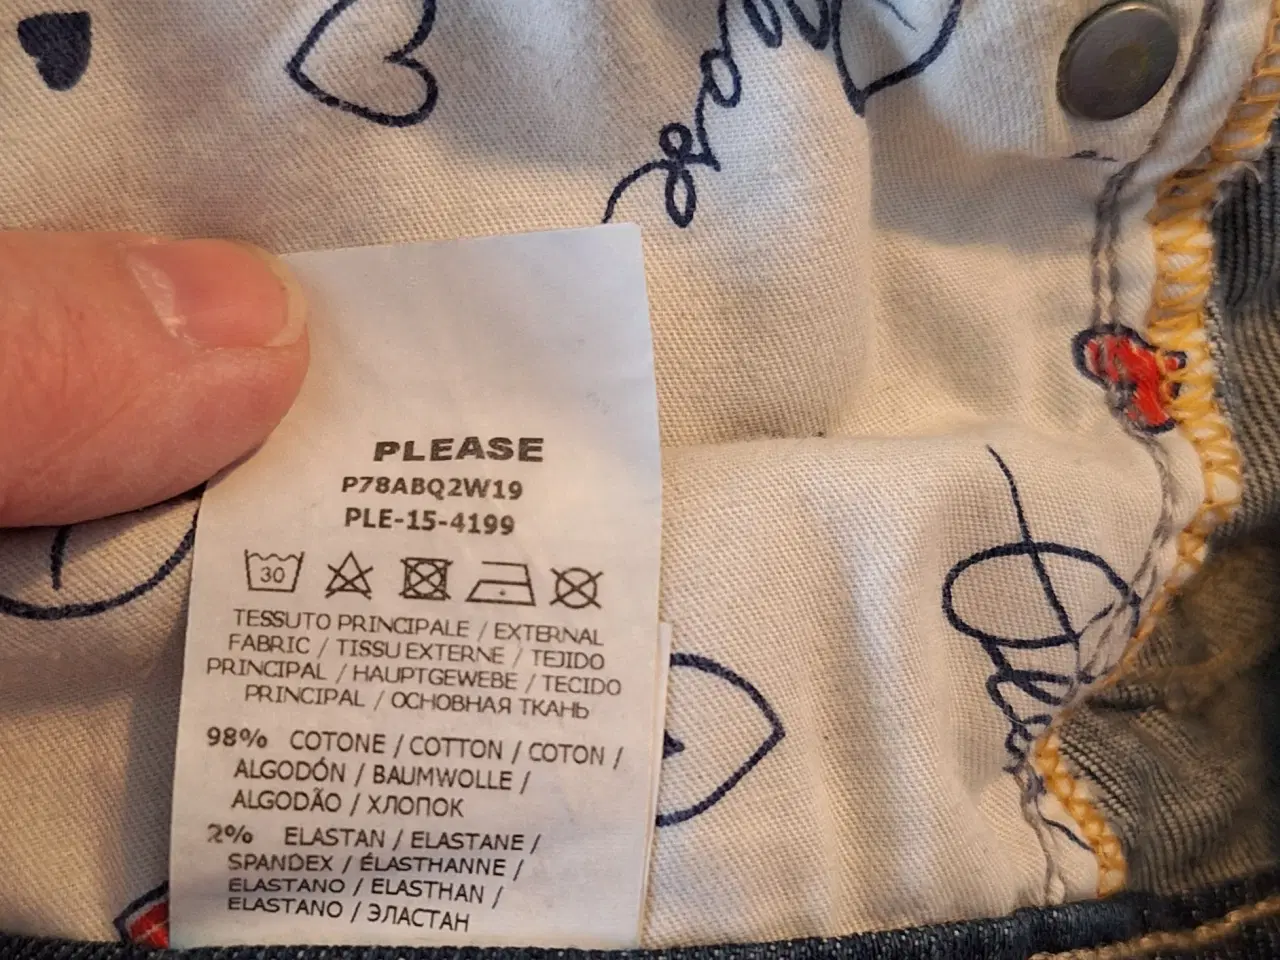 PLEASE
P78ABQ2W19
PLE-15-4199
30
TESSUTO PRINCIPALE / EXTERNAL
FABRIC / TISSU EXTERNE / TEJIDO
PRINCIPAL / HAUPTGEWEBE / TECIDO
PRINCIPAL / ОСНОВНАЯ ТКАНЬ
98% COTONE / COTTON / COTON /
ALGODÓN / BAUMWOLLE /
ALGODÃO / ХЛОПОК
2% ELASTAN / ELASTANE /
SPANDEX / ÉLASTHANNE /
ELASTANO / ELASTHAN /
ELASTANO / ЭЛАСТАН